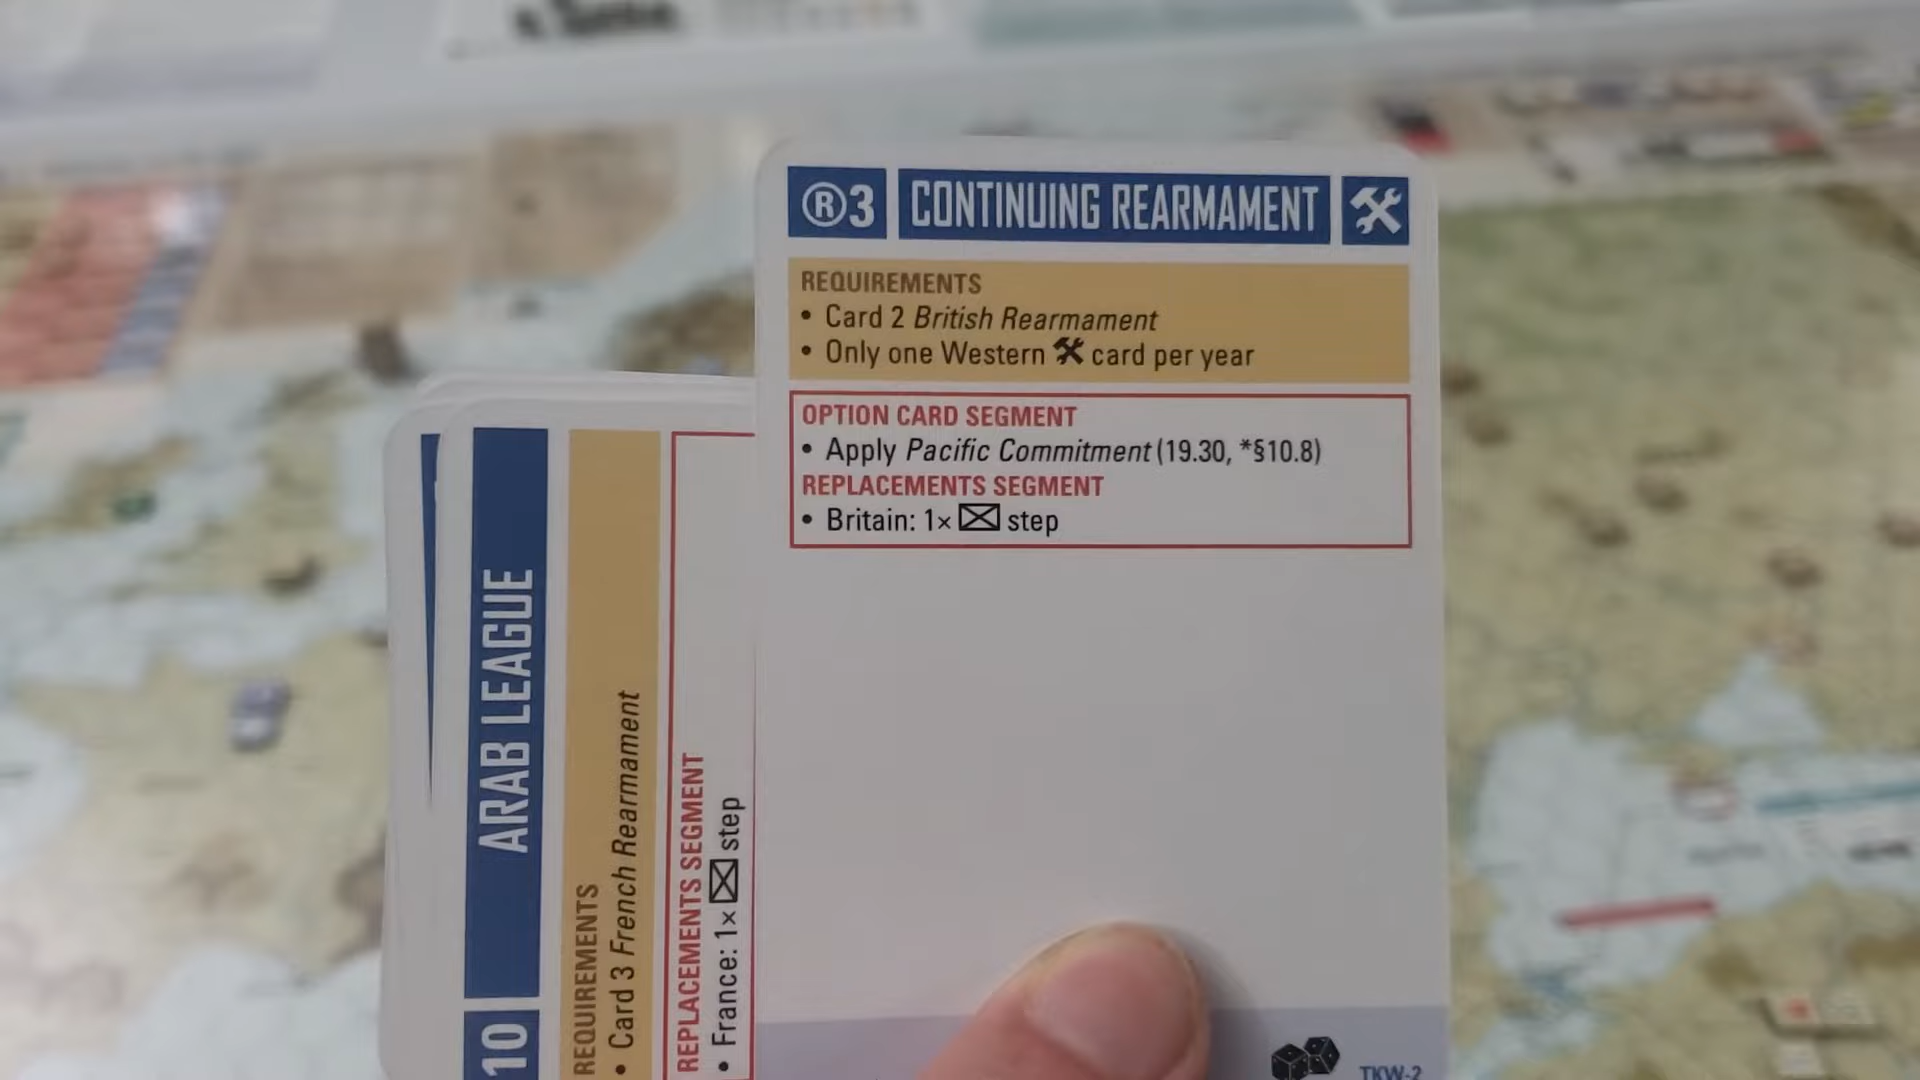 ®3 CONTINUING REARMAMENT
REQUIREMENTS
• Card 2 British Rearmament
• Only one Western card per year
OPTION CARD SEGMENT
• Apply Pacific Commitment (19.30, *§10.8)
REPLACEMENTS SEGMENT
• Britain: 1× step
TKW-2
10 ARAB LEAGUE
REQUIREMENTS
• Card 3 French Rearmament
REPLACEMENTS SEGMENT
• France: 1× step